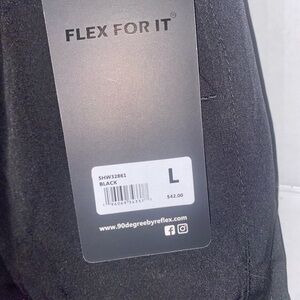 FLEX FOR IT®
SHW32861
BLACK
L
$42.00
www.90degreebyreflex.com